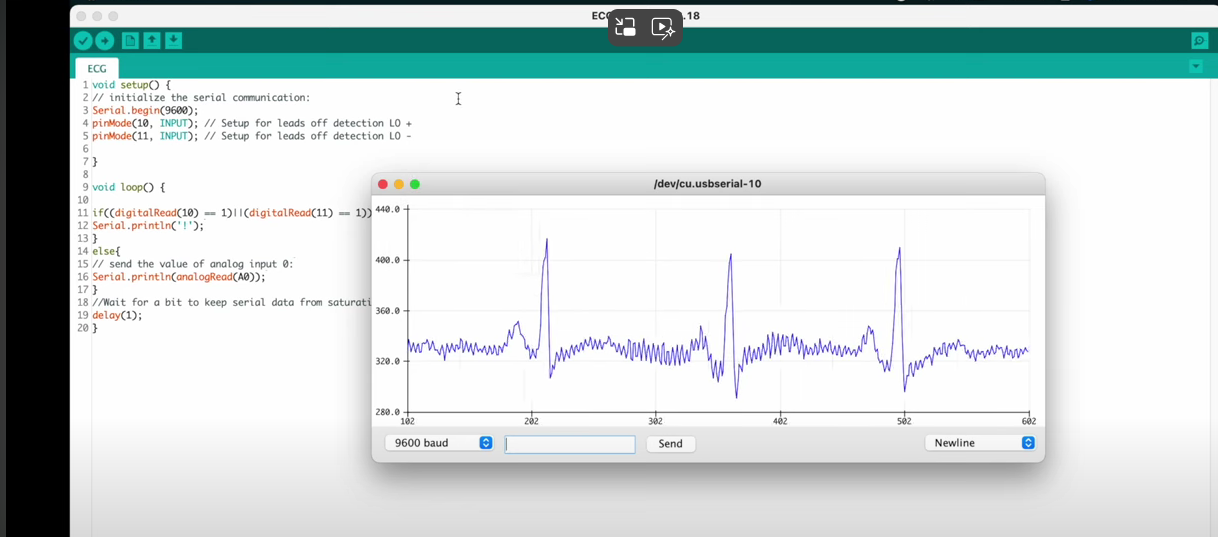 ECG
.18
ECG
1 void setup() {
2 // initialize the serial communication:
3 Serial.begin(9600);
4 pinMode(10, INPUT); // Setup for leads off detection LO +
5 pinMode(11, INPUT); // Setup for leads off detection LO -
6
7 }
8
9 void loop() {
10
11 if((digitalRead(10) == 1)||(digitalRead(11) == 1))
12 Serial.println('!');
13 }
14 else{
15 // send the value of analog input 0:
16 Serial.println(analogRead(A0));
17 }
18 //Wait for a bit to keep serial data from saturati
19 delay(1);
20 }
/dev/cu.usbserial-10
440.0
400.0
360.0
320.0
280.0
102 202 302 402 502 602
9600 baud Send Newline